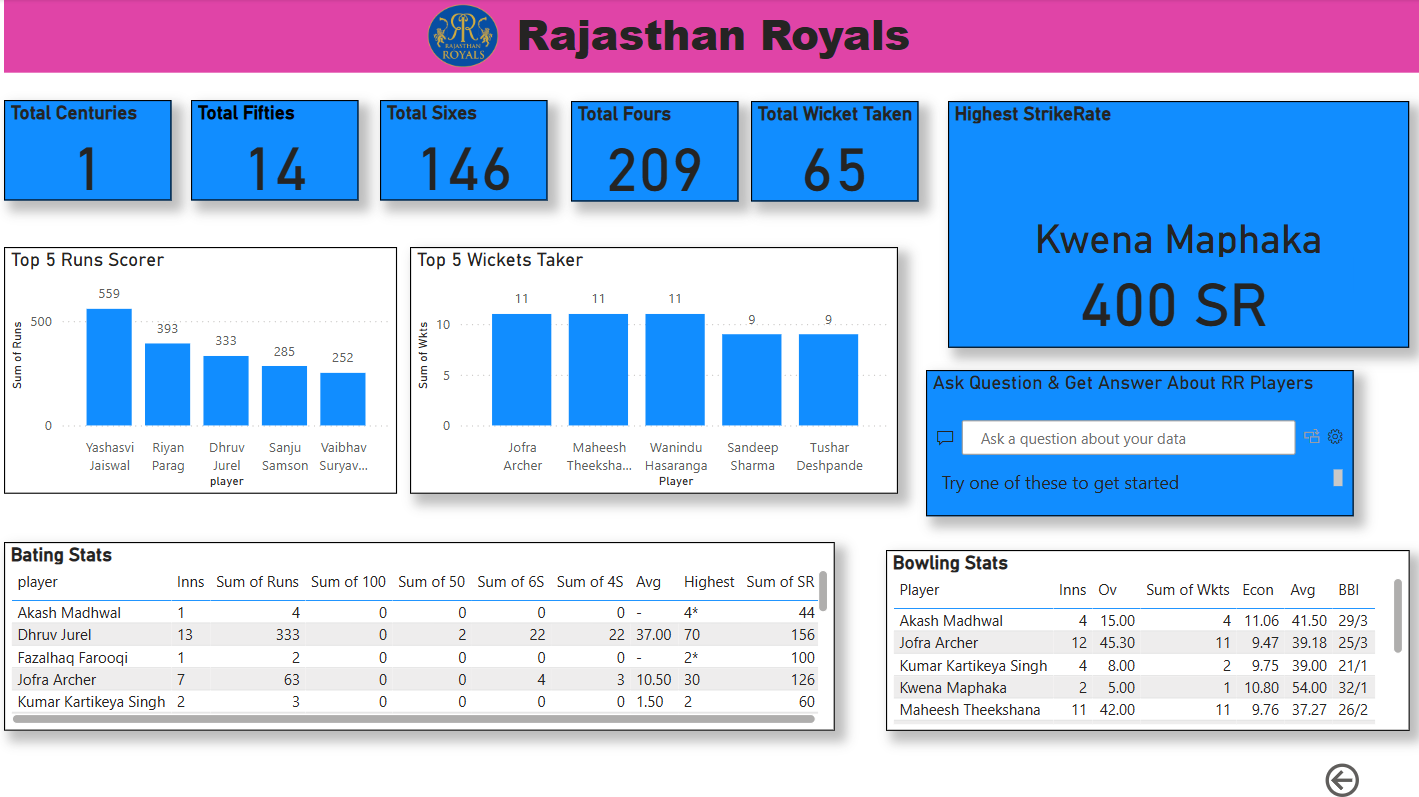 RAJASTHAN
ROYALS
Rajasthan Royals
Total Centuries
1
Total Fifties
14
Total Sixes
146
Total Fours
209
Total Wicket Taken
65
Highest StrikeRate
Kwena Maphaka
400 SR
Top 5 Runs Scorer
Sum of Runs
500
0
559
393
333
285
252
Yashasvi Jaiswal
Riyan Parag
Dhruv Jurel
Sanju Samson
Vaibhav Suryav...
player
Top 5 Wickets Taker
Sum of Wkts
10
5
0
11
11
11
9
9
Jofra Archer
Maheesh Theeksha...
Wanindu Hasaranga
Sandeep Sharma
Tushar Deshpande
Player
Ask Question & Get Answer About RR Players
Ask a question about your data
Try one of these to get started
Bating Stats
player Inns Sum of Runs Sum of 100 Sum of 50 Sum of 6S Sum of 4S Avg Highest Sum of SR
Akash Madhwal 1 4 0 0 0 0 - 4* 44
Dhruv Jurel 13 333 0 2 22 22 37.00 70 156
Fazalhaq Farooqi 1 2 0 0 0 0 - 2* 100
Jofra Archer 7 63 0 0 4 3 10.50 30 126
Kumar Kartikeya Singh 2 3 0 0 0 0 1.50 2 60
Bowling Stats
Player Inns Ov Sum of Wkts Econ Avg BBI
Akash Madhwal 4 15.00 4 11.06 41.50 29/3
Jofra Archer 12 45.30 11 9.47 39.18 25/3
Kumar Kartikeya Singh 4 8.00 2 9.75 39.00 21/1
Kwena Maphaka 2 5.00 1 10.80 54.00 32/1
Maheesh Theekshana 11 42.00 11 9.76 37.27 26/2